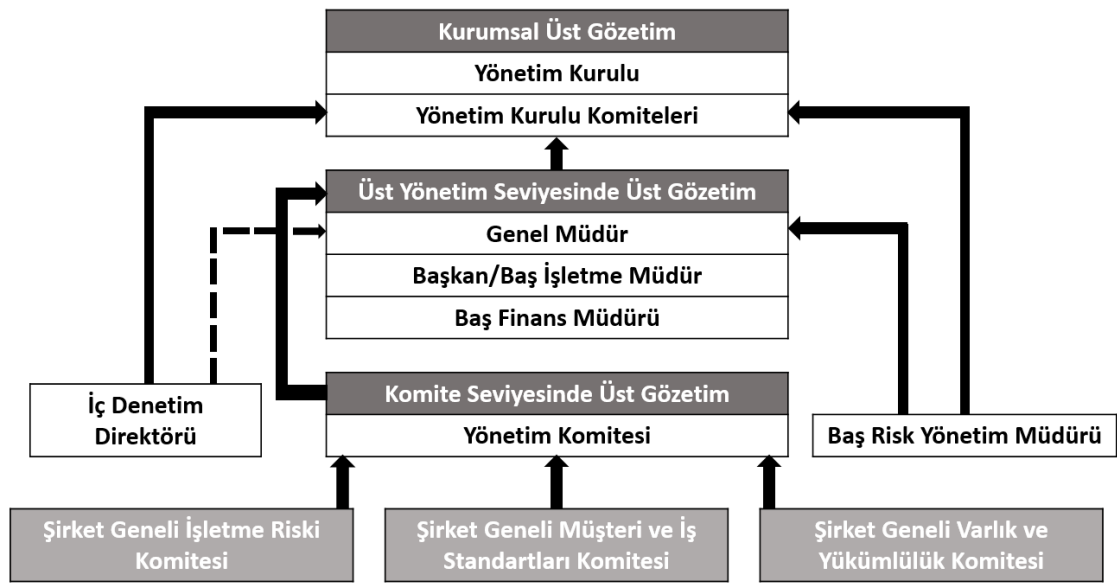 Kurumsal Üst Gözetim
Yönetim Kurulu
Yönetim Kurulu Komiteleri
Üst Yönetim Seviyesinde Üst Gözetim
Genel Müdür
Başkan/Baş İşletme Müdür
Baş Finans Müdürü
İç Denetim
Direktörü
Komite Seviyesinde Üst Gözetim
Yönetim Komitesi
Baş Risk Yönetim Müdürü
Şirket Geneli İşletme Riski
Komitesi
Şirket Geneli Müşteri ve İş
Standartları Komitesi
Şirket Geneli Varlık ve
Yükümlülük Komitesi